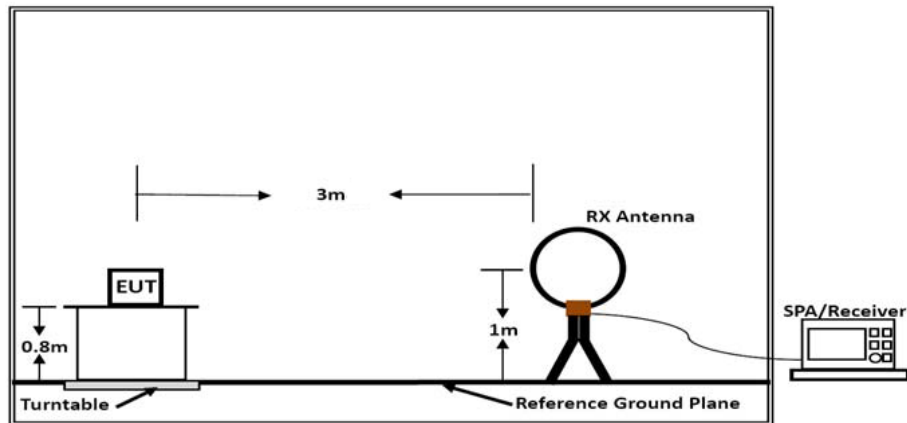 3m
RX Antenna
EUT
SPA/Receiver
1m
0.8m
Turntable
Reference Ground Plane